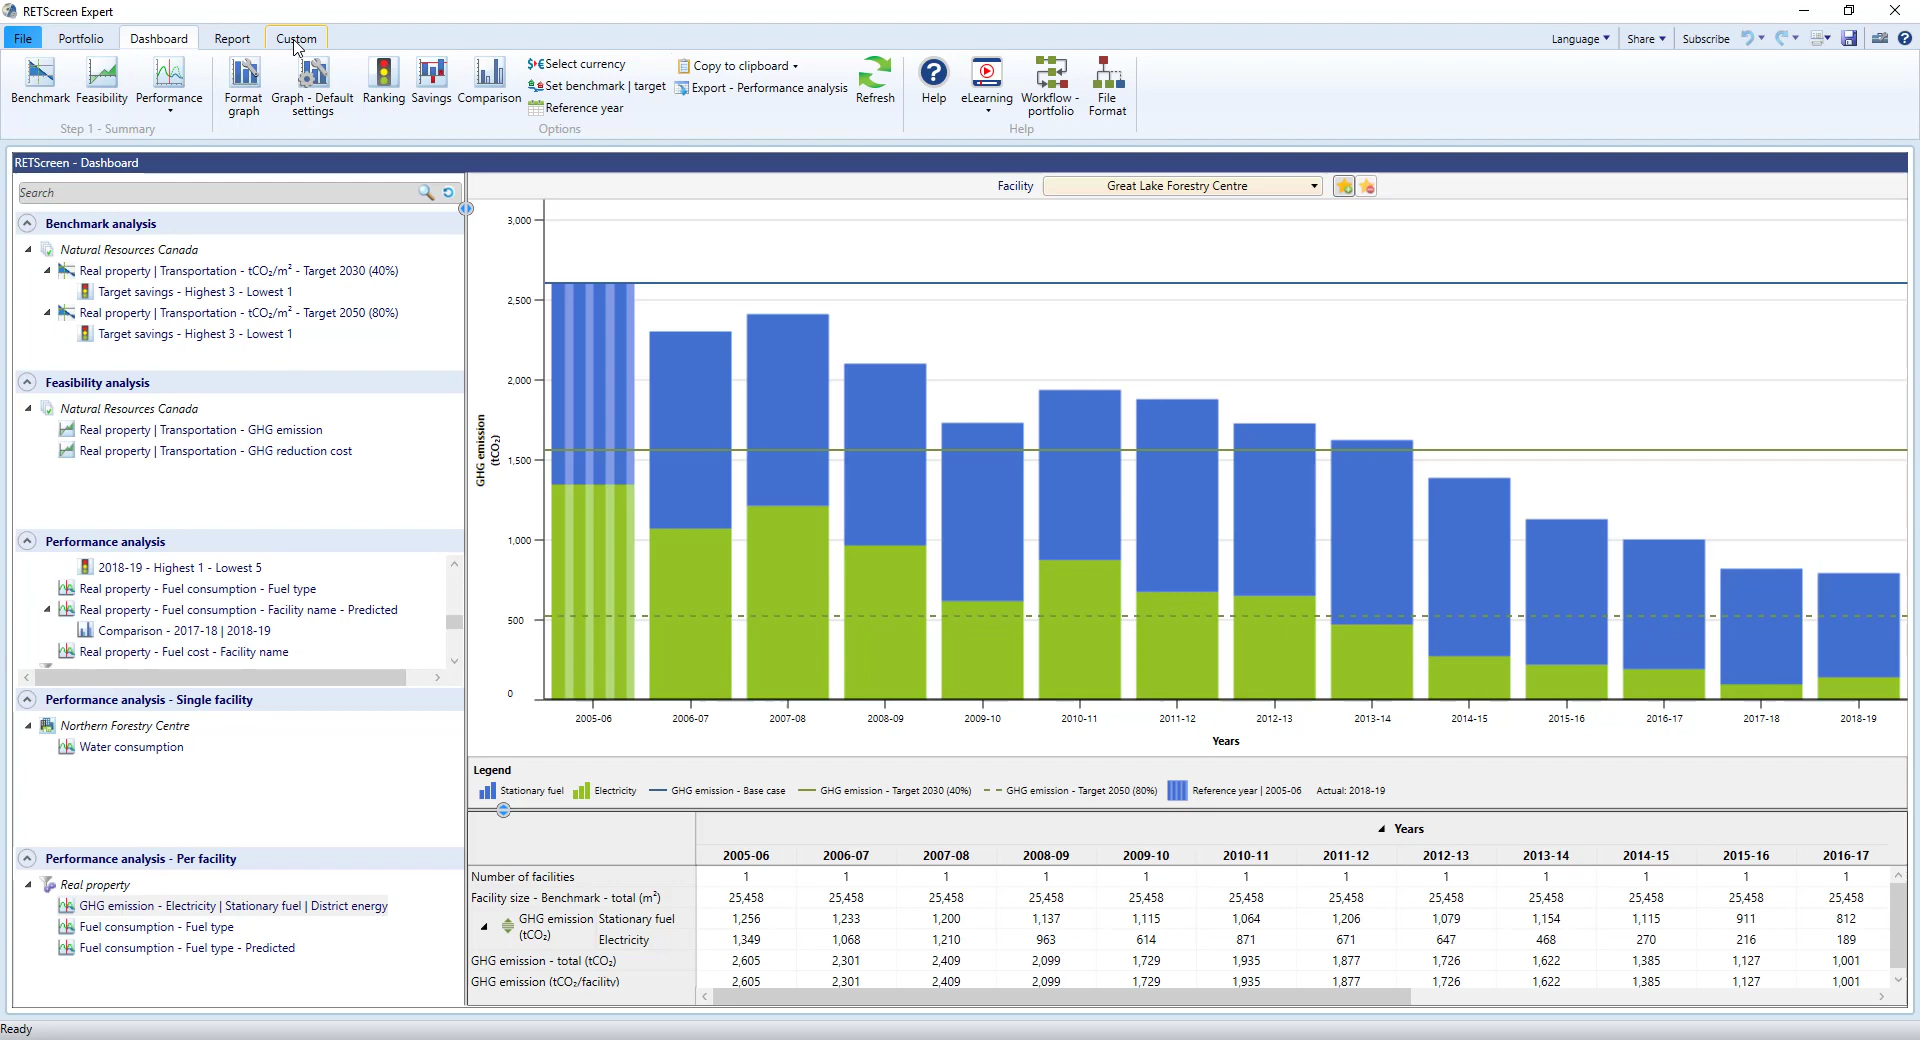 RETScreen Expert
File Portfolio Dashboard Report Custom Language Share Subscribe
Benchmark Feasibility Performance
Step 1 - Summary
Format graph
Graph - Default settings
Ranking Savings Comparison
Select currency
Set benchmark | target
Reference year
Copy to clipboard
Export - Performance analysis
Refresh
Options
Help eLearning
Workflow - portfolio
File Format
Help
RETScreen - Dashboard
Search
Benchmark analysis
Natural Resources Canada
Real property | Transportation - tCO₂/m² - Target 2030 (40%)
Target savings - Highest 3 - Lowest 1
Real property | Transportation - tCO₂/m² - Target 2050 (80%)
Target savings - Highest 3 - Lowest 1
Feasibility analysis
Natural Resources Canada
Real property | Transportation - GHG emission
Real property | Transportation - GHG reduction cost
Performance analysis
2018-19 - Highest 1 - Lowest 5
Real property - Fuel consumption - Fuel type
Real property - Fuel consumption - Facility name - Predicted
Comparison - 2017-18 | 2018-19
Real property - Fuel cost - Facility name
Performance analysis - Single facility
Northern Forestry Centre
Water consumption
Performance analysis - Per facility
Real property
GHG emission - Electricity | Stationary fuel | District energy
Fuel consumption - Fuel type
Fuel consumption - Fuel type - Predicted
Facility Great Lake Forestry Centre
3,000
2,500
2,000
1,500
1,000
500
0
GHG emission
(tCO₂)
2005-06 2006-07 2007-08 2008-09 2009-10 2010-11 2011-12 2012-13 2013-14 2014-15 2015-16 2016-17 2017-18 2018-19
Years
Legend
Stationary fuel Electricity GHG emission - Base case GHG emission - Target 2030 (40%) GHG emission - Target 2050 (80%) Reference year | 2005-06 Actual: 2018-19
Years
2005-06 2006-07 2007-08 2008-09 2009-10 2010-11 2011-12 2012-13 2013-14 2014-15 2015-16 2016-17
Number of facilities 1 1 1 1 1 1 1 1 1 1 1 1
Facility size - Benchmark - total (m²) 25,458 25,458 25,458 25,458 25,458 25,458 25,458 25,458 25,458 25,458 25,458 25,458
GHG emission (tCO₂) Stationary fuel 1,256 1,233 1,200 1,137 1,115 1,064 1,206 1,079 1,154 1,115 911 812
Electricity 1,349 1,068 1,210 963 614 871 671 647 468 270 216 189
GHG emission - total (tCO₂) 2,605 2,301 2,409 2,099 1,729 1,935 1,877 1,726 1,622 1,385 1,127 1,001
GHG emission (tCO₂/facility) 2,605 2,301 2,409 2,099 1,729 1,935 1,877 1,726 1,622 1,385 1,127 1,001
Ready